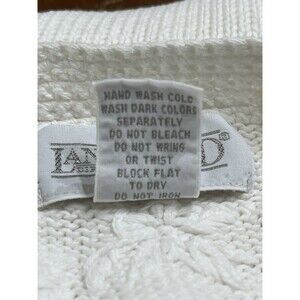 HAND WASH COLD
WASH DARK COLORS
SEPARATELY
DO NOT BLEACH
DO NOT WRING
OR TWIST
BLOCK FLAT
TO DRY
DO NOT IRON